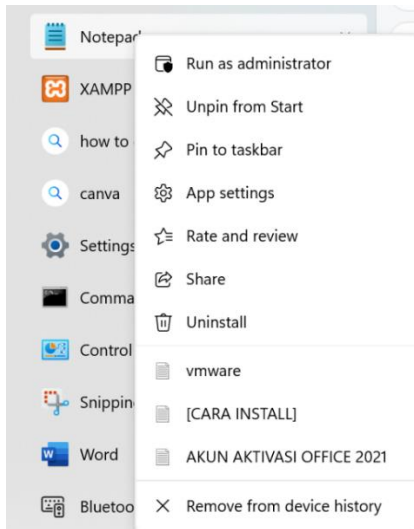 Notepad
XAMPP
how to
canva
Settings
Comma
Control
Snippin
Word
Bluetoo
Run as administrator
Unpin from Start
Pin to taskbar
App settings
Rate and review
Share
Uninstall
vmware
[CARA INSTALL]
AKUN AKTIVASI OFFICE 2021
Remove from device history